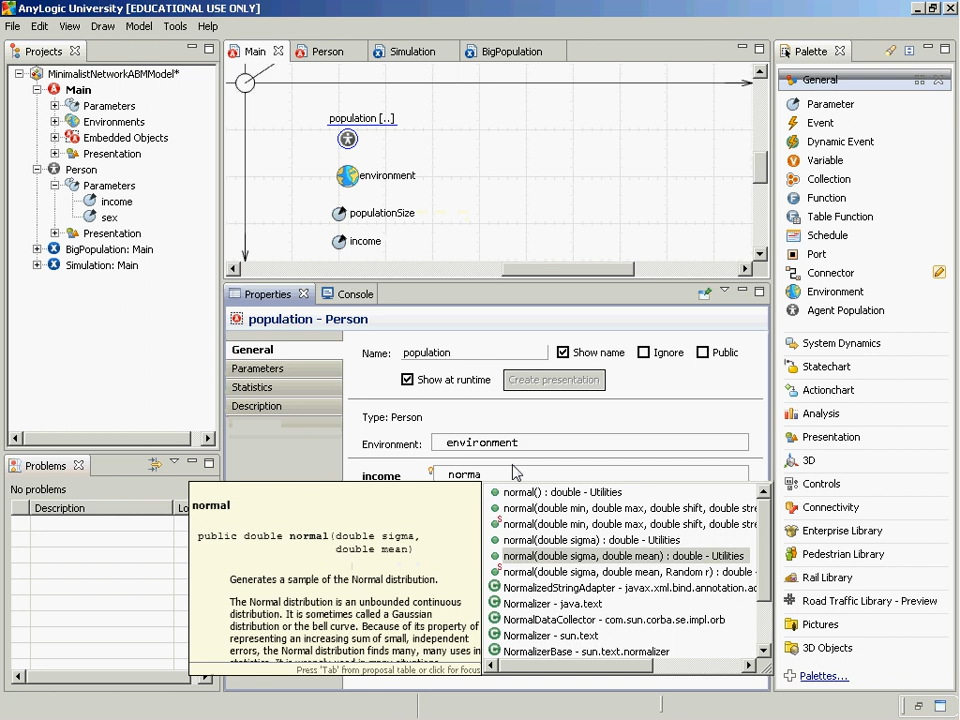 AnyLogic University [EDUCATIONAL USE ONLY]
File Edit View Draw Model Tools Help
Projects
MinimalistNetworkABMModel*
Main
Parameters
Environments
Embedded Objects
Presentation
Person
Parameters
income
sex
Presentation
BigPopulation: Main
Simulation: Main
Problems
No problems
Description
Main Person Simulation BigPopulation
population [..]
environment
populationSize
income
Properties Console
population - Person
General
Parameters
Statistics
Description
Name: population Show name Ignore Public
Show at runtime Create presentation
Type: Person
Environment: environment
income norma
normal
public double normal(double sigma,
double mean)
Generates a sample of the Normal distribution.
The Normal distribution is an unbounded continuous
distribution. It is sometimes called a Gaussian
distribution or the bell curve. Because of its property of
representing an increasing sum of small, independent
errors, the Normal distribution finds many, many uses in
Press 'Tab' from proposal table or click for focus
normal() : double - Utilities
normal(double min, double max, double shift, double stre
normal(double min, double max, double shift, double stre
normal(double sigma) : double - Utilities
normal(double sigma, double mean) : double - Utilities
normal(double sigma, double mean, Random r) : double -
NormalizedStringAdapter - javax.xml.bind.annotation.ad
Normalizer - java.text
NormalDataCollector - com.sun.corba.se.impl.orb
Normalizer - sun.text
NormalizerBase - sun.text.normalizer
Palette
General
Parameter
Event
Dynamic Event
Variable
Collection
Function
Table Function
Schedule
Port
Connector
Environment
Agent Population
System Dynamics
Statechart
Actionchart
Analysis
Presentation
3D
Controls
Connectivity
Enterprise Library
Pedestrian Library
Rail Library
Road Traffic Library - Preview
Pictures
3D Objects
Palettes...